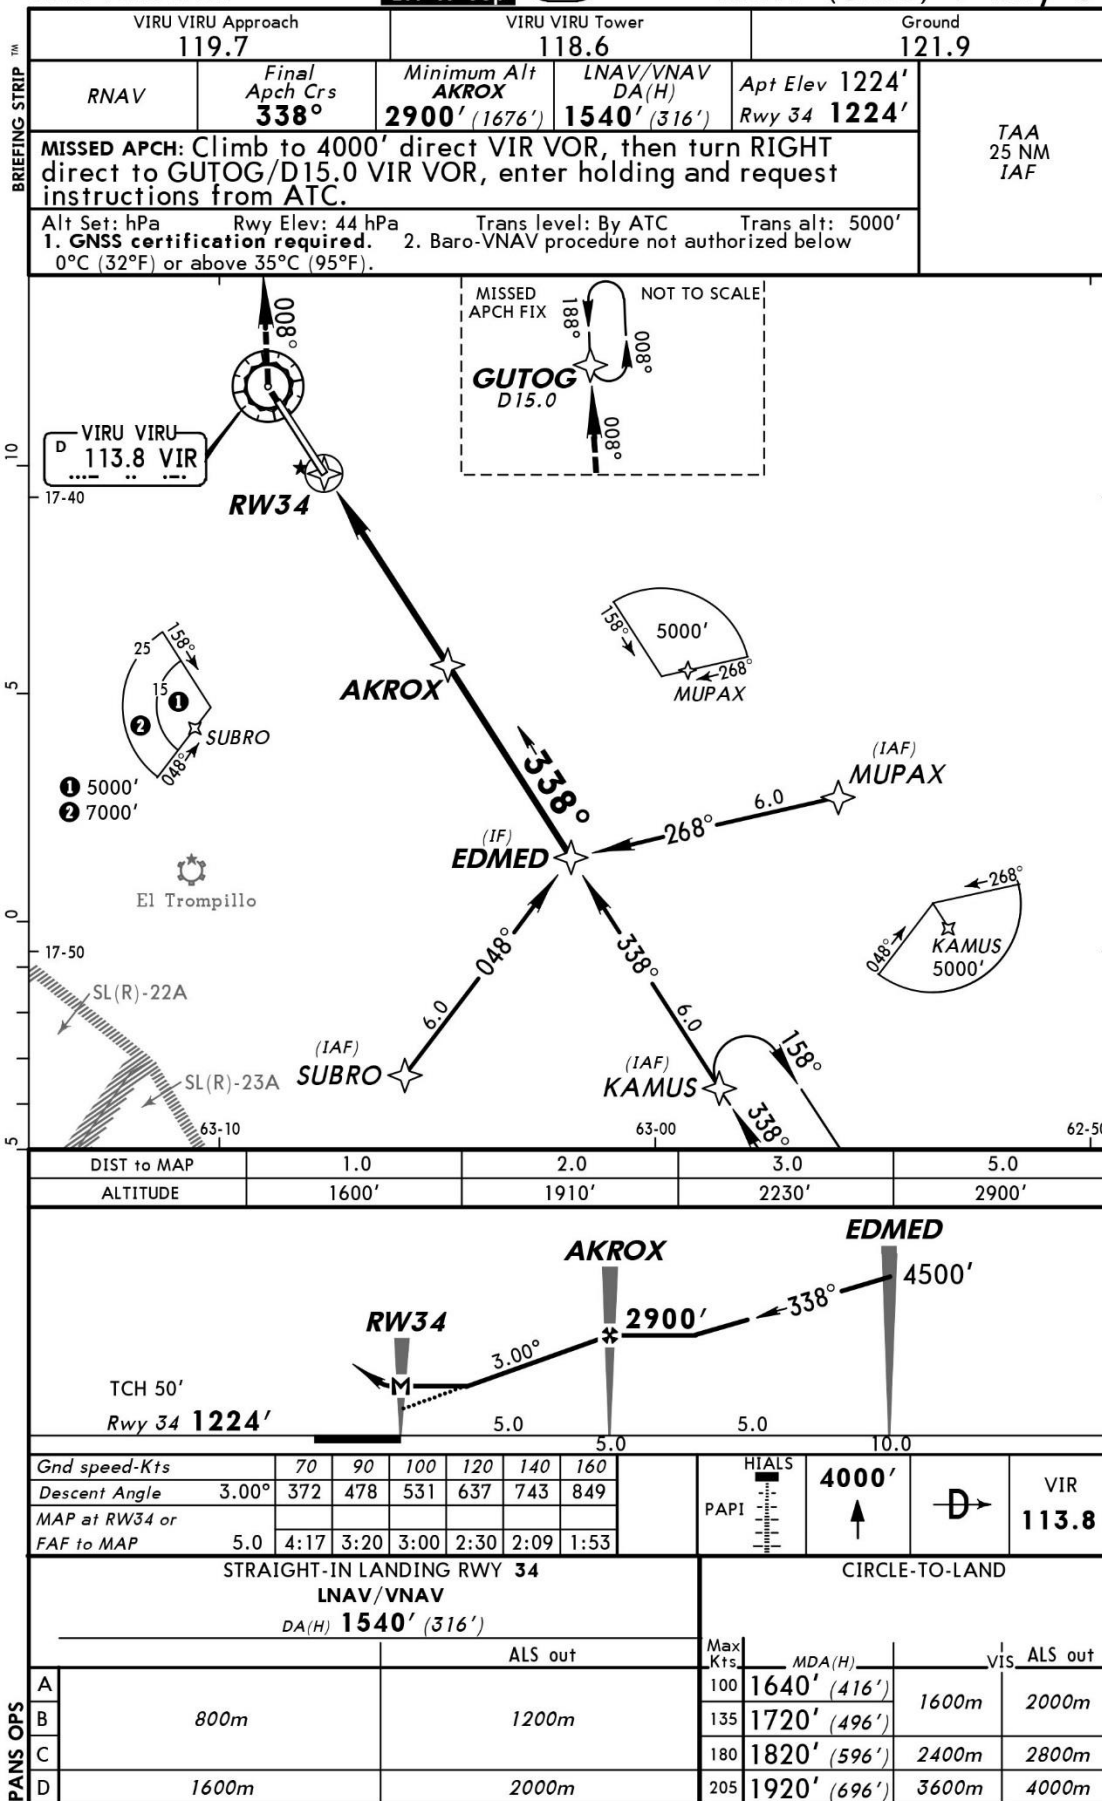 VIRU VIRU Approach
119.7
VIRU VIRU Tower
118.6
Ground
121.9
BRIEFING STRIP TM
RNAV
Final
Apch Crs
338°
Minimum Alt
AKROX
2900' (1676')
LNAV/VNAV
DA(H)
1540' (316')
Apt Elev 1224'
Rwy 34 1224'
TAA
25 NM
IAF
MISSED APCH: Climb to 4000' direct VIR VOR, then turn RIGHT
direct to GUTOG/D15.0 VIR VOR, enter holding and request
instructions from ATC.
Alt Set: hPa Rwy Elev: 44 hPa Trans level: By ATC Trans alt: 5000'
1. GNSS certification required. 2. Baro-VNAV procedure not authorized below
0°C (32°F) or above 35°C (95°F).
008°
MISSED
APCH FIX
NOT TO SCALE
188°
008°
GUTOG
D15.0
008°
VIRU VIRU
D 113.8 VIR
10
17-40
RW34
158°
25
15
1
2
SUBRO
048°
1 5000'
2 7000'
5
AKROX
158°
5000'
268°
MUPAX
338°
(IAF)
MUPAX
6.0
268°
(IF)
EDMED
El Trompillo
0
17-50
268°
048°
KAMUS
5000'
048°
6.0
338°
6.0
SL(R)-22A
SL(R)-23A
(IAF)
SUBRO
(IAF)
KAMUS
158°
338°
5
63-10
63-00
62-50
DIST to MAP 1.0 2.0 3.0 5.0
ALTITUDE 1600' 1910' 2230' 2900'
EDMED
AKROX
4500'
338°
2900'
RW34
3.00°
M
TCH 50'
Rwy 34 1224'
5.0 5.0
5.0 10.0
Gnd speed-Kts 70 90 100 120 140 160
Descent Angle 3.00° 372 478 531 637 743 849
MAP at RW34 or
FAF to MAP 5.0 4:17 3:20 3:00 2:30 2:09 1:53
HIALS
PAPI
4000'
D
VIR
113.8
PANS OPS
STRAIGHT-IN LANDING RWY 34
LNAV/VNAV
DA(H) 1540' (316')
ALS out
A
B
C
D
800m 1200m
1600m 2000m
CIRCLE-TO-LAND
Max
Kts MDA(H) VIS ALS out
100 1640' (416')
135 1720' (496')
1600m 2000m
180 1820' (596') 2400m 2800m
205 1920' (696') 3600m 4000m